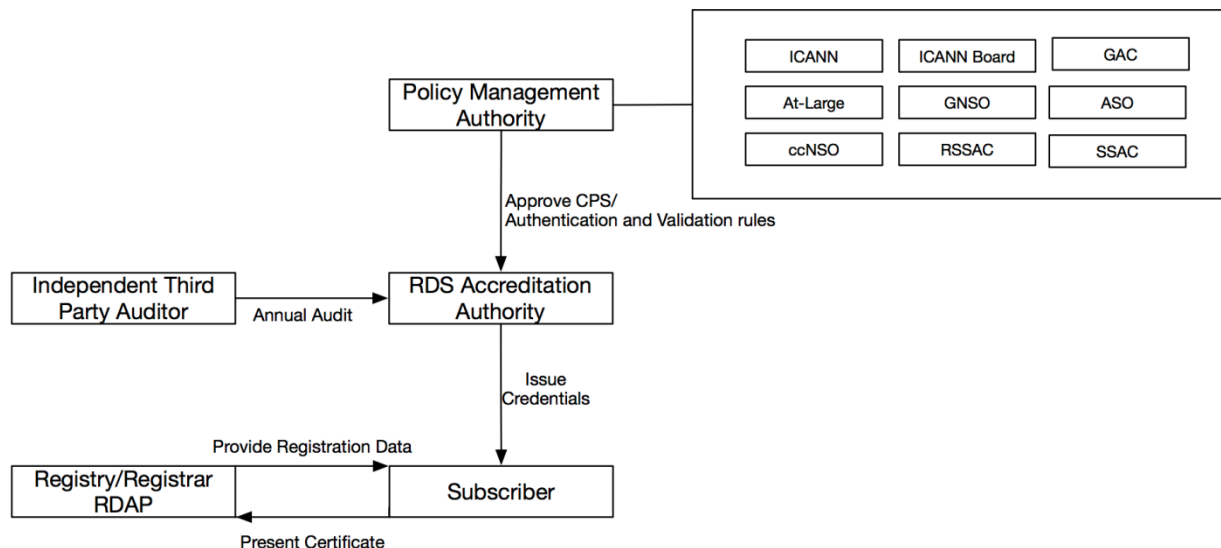 ICANN
ICANN Board
GAC
Policy Management
Authority
At-Large
GNSO
ASO
ccNSO
RSSAC
SSAC
Approve CPS/
Authentication and Validation rules
Independent Third
Party Auditor
Annual Audit
RDS Accreditation
Authority
Issue
Credentials
Provide Registration Data
Registry/Registrar
RDAP
Subscriber
Present Certificate